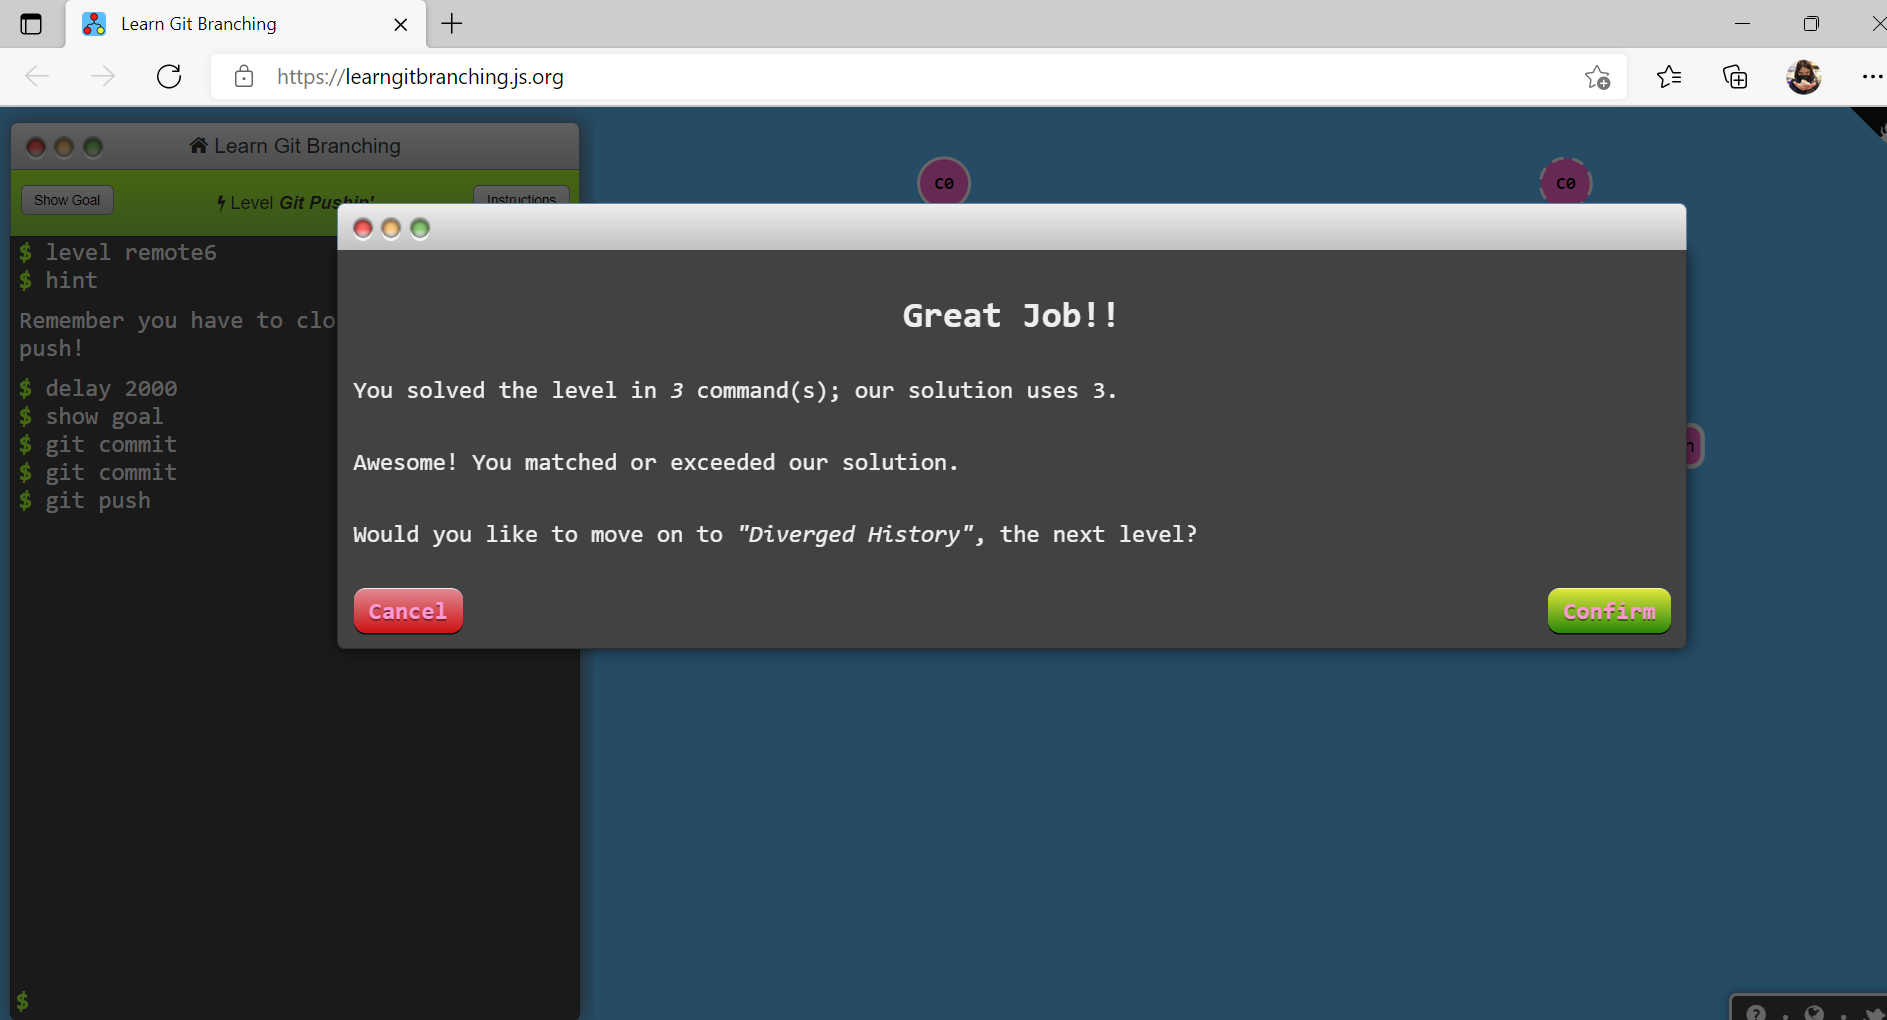 Learn Git Branching
https://learngitbranching.js.org
Learn Git Branching
Show Goal
Level Git Pushin'
Instructions
$ level remote6
$ hint
Remember you have to clo
push!
$ delay 2000
$ show goal
$ git commit
$ git commit
$ git push
$
C0
C0
Great Job!!
You solved the level in 3 command(s); our solution uses 3.
Awesome! You matched or exceeded our solution.
Would you like to move on to "Diverged History", the next level?
Cancel
Confirm